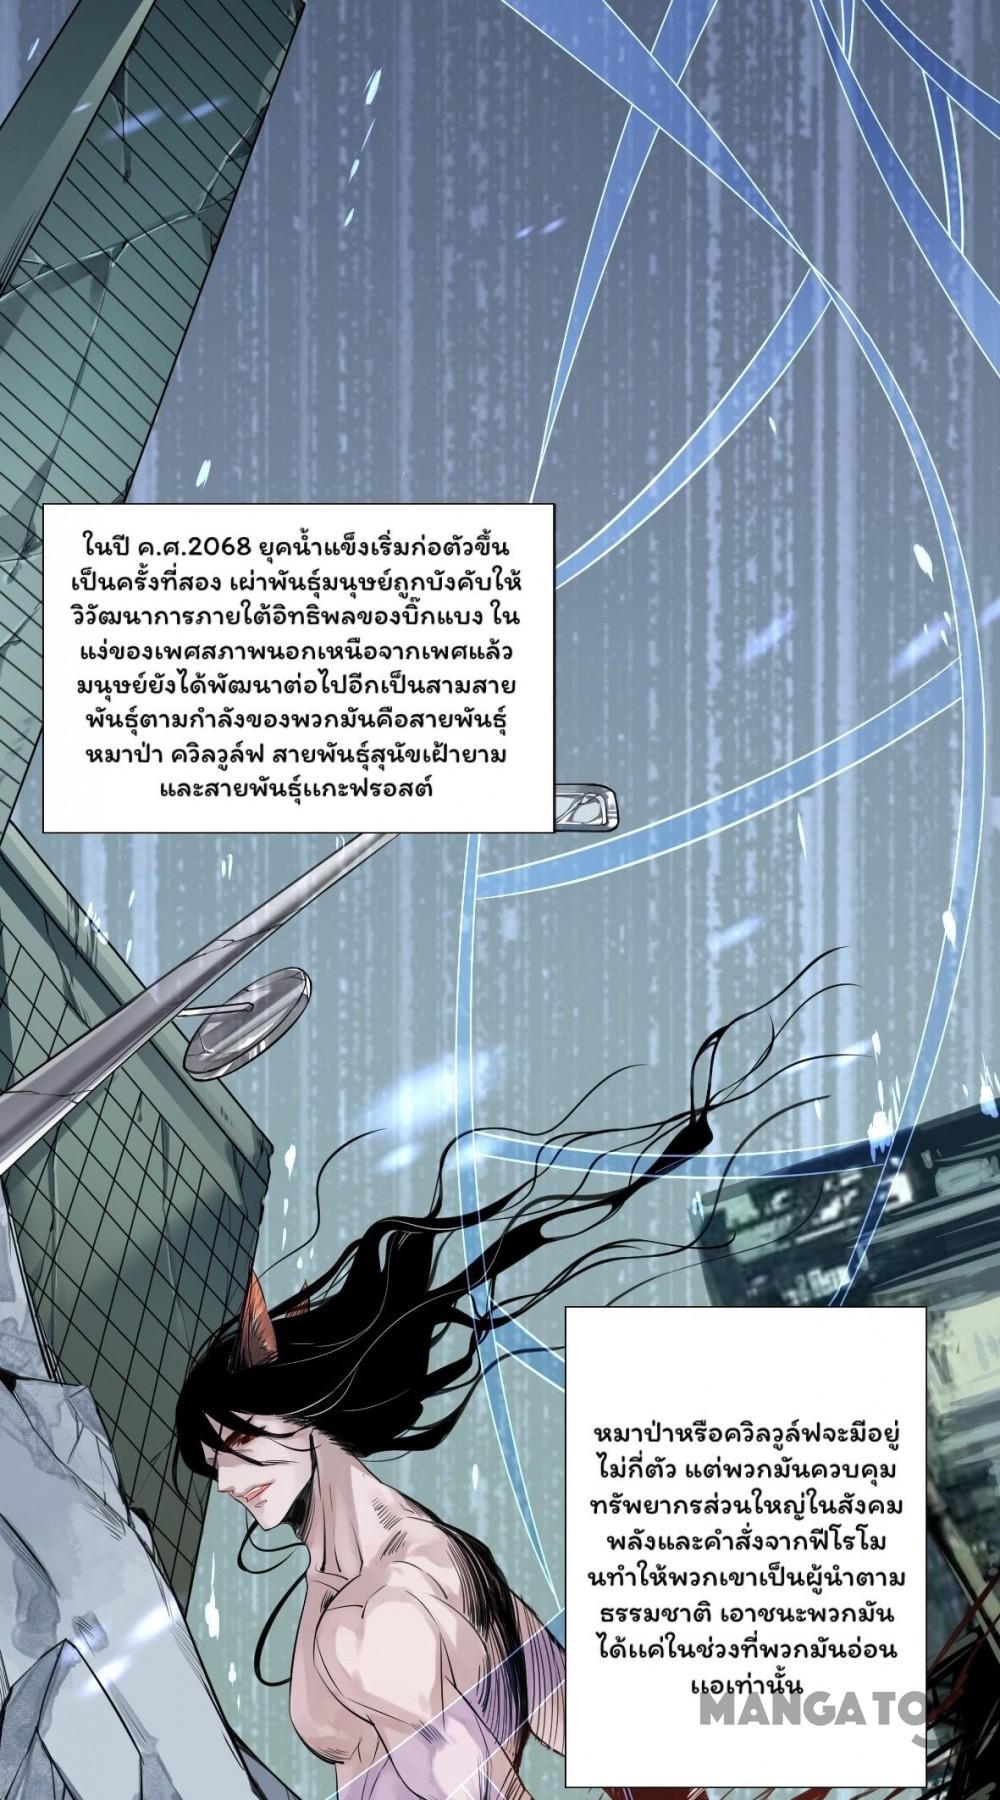 ในปี ค.ศ.2068 ยุคน้ำแข็งเริ่มก่อตัวขึ้น
เป็นครั้งที่สอง เผ่าพันธุ์มนุษย์ถูกบังคับให้
วิวัฒนาการภายใต้อิทธิพลของบิ๊กแบง ใน
แง่ของเพศสภาพนอกเหนือจากเพศแล้ว
มนุษย์ยังได้พัฒนาต่อไปอีกเป็นสามสาย
พันธุ์ตามกำลังของพวกมันคือสายพันธุ์
หมาป่า ควิลวูล์ฟ สายพันธุ์สุนัขเฝ้ายาม
และสายพันธุ์แกะฟรอสต์
หมาป่าหรือควิลวูล์ฟจะมีอยู่
ไม่กี่ตัว แต่พวกมันควบคุม
ทรัพยากรส่วนใหญ่ในสังคม
พลังและคำสั่งจากฟีโรโม
นทำให้พวกเขาเป็นผู้นำตาม
ธรรมชาติ เอาชนะพวกมัน
ได้แค่ในช่วงที่พวกมันอ่อน
แอเท่านั้น
MANGATO